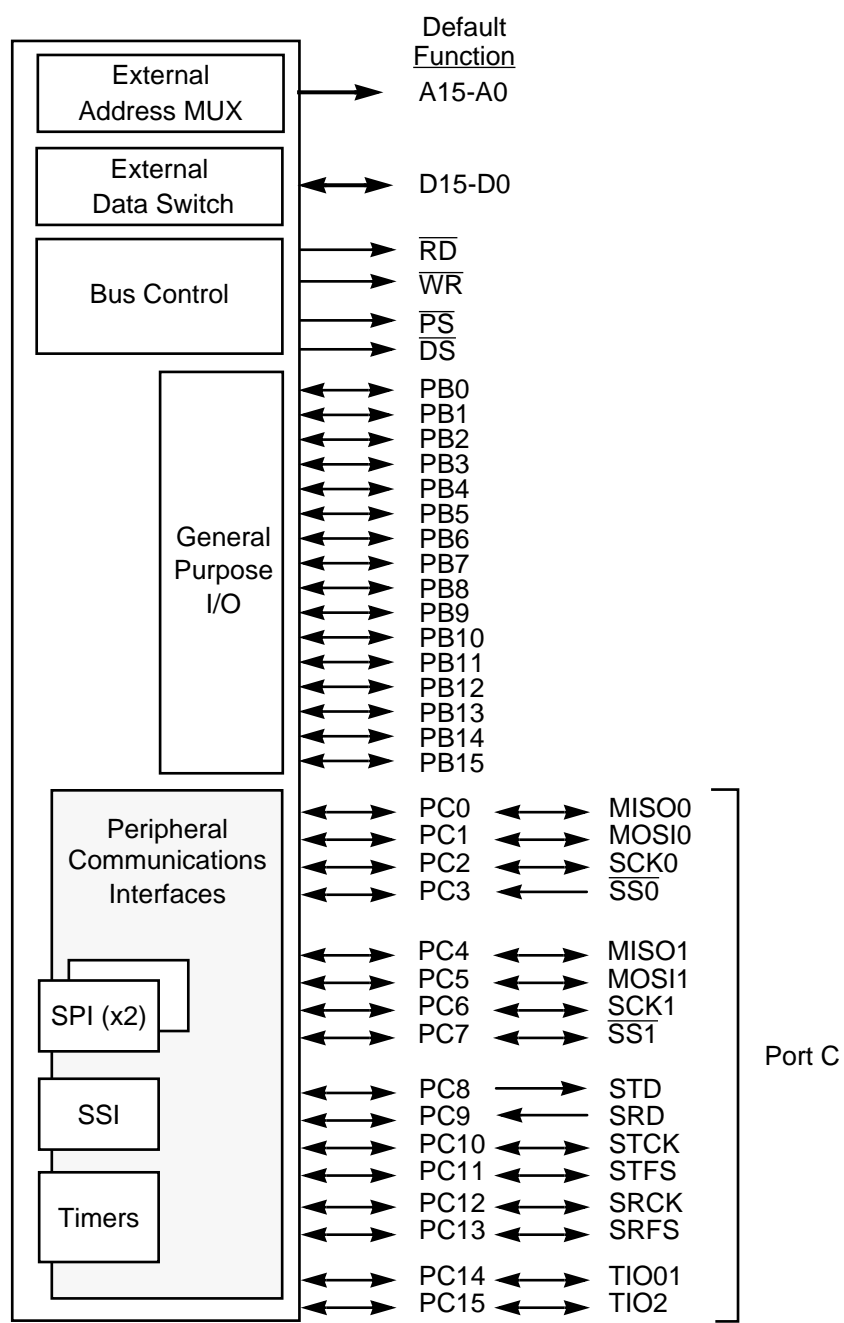 Default
Function
External
Address MUX
A15-A0
External
Data Switch
D15-D0
Bus Control
RD
WR
PS
DS
General
Purpose
I/O
PB0
PB1
PB2
PB3
PB4
PB5
PB6
PB7
PB8
PB9
PB10
PB11
PB12
PB13
PB14
PB15
Peripheral
Communications
Interfaces
SPI (x2)
SSI
Timers
PC0 MISO0
PC1 MOSI0
PC2 SCK0
PC3 SS0
PC4 MISO1
PC5 MOSI1
PC6 SCK1
PC7 SS1
PC8 STD
PC9 SRD
PC10 STCK
PC11 STFS
PC12 SRCK
PC13 SRFS
PC14 TIO01
PC15 TIO2
Port C